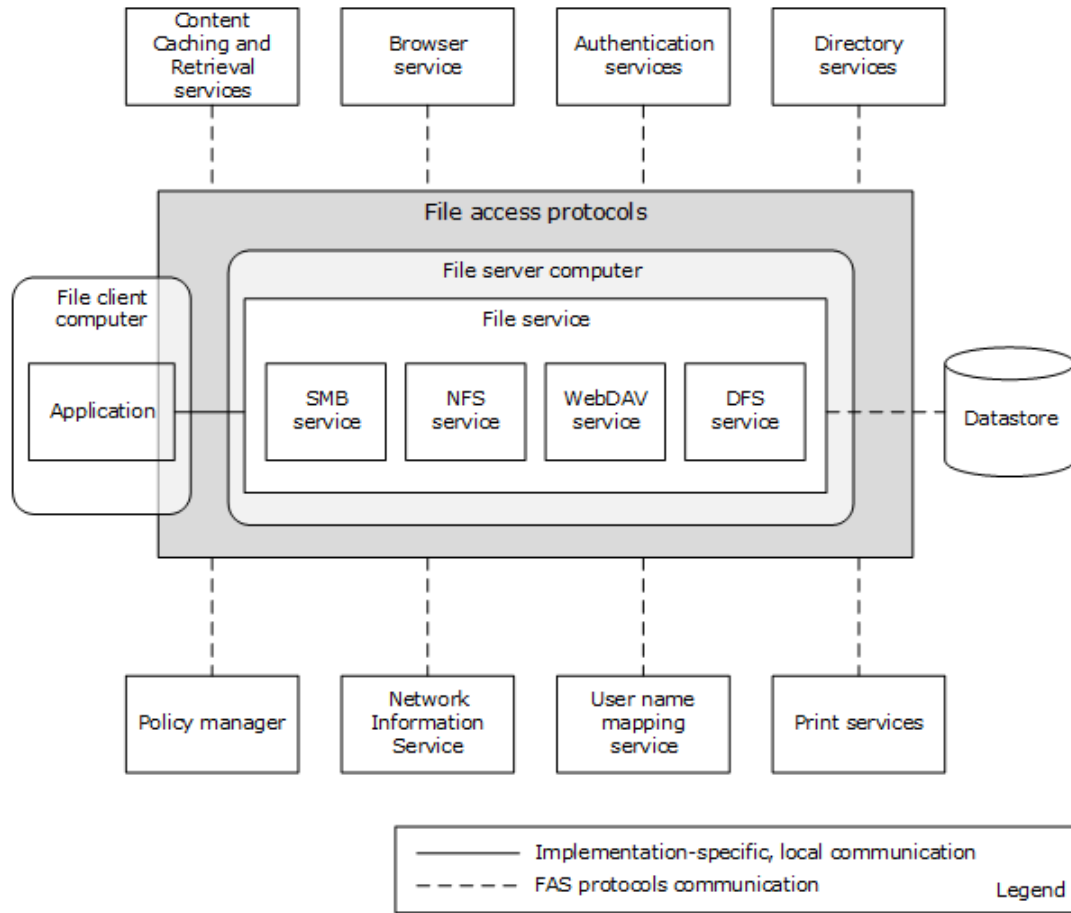 Content
Caching and
Retrieval
services
Browser
service
Authentication
services
Directory
services
File access protocols
File server computer
File client
computer
File service
Application
SMB
service
NFS
service
WebDAV
service
DFS
service
Datastore
Policy manager
Network
Information
Service
User name
mapping
service
Print services
Implementation-specific, local communication
FAS protocols communication
Legend